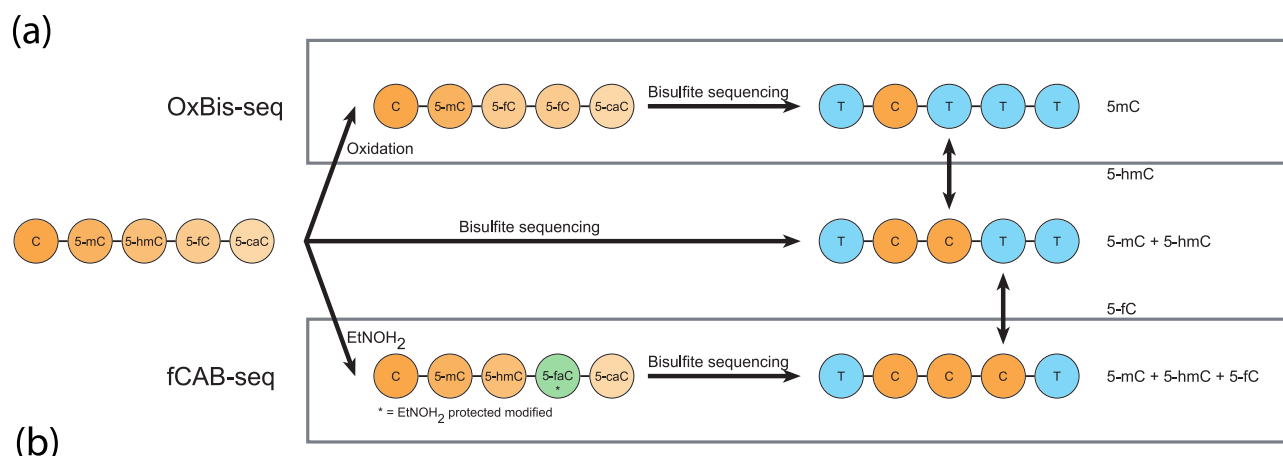 (a)
OxBis-seq
C 5-mC 5-fC 5-fC 5-caC
Bisulfite sequencing
T C T T T
5mC
Oxidation
5-hmC
C 5-mC 5-hmC 5-fC 5-caC
Bisulfite sequencing
T C C T T
5-mC + 5-hmC
5-fC
EtNOH2
fCAB-seq
C 5-mC 5-hmC 5-faC * 5-caC
Bisulfite sequencing
T C C C T
5-mC + 5-hmC + 5-fC
* = EtNOH2 protected modified
(b)